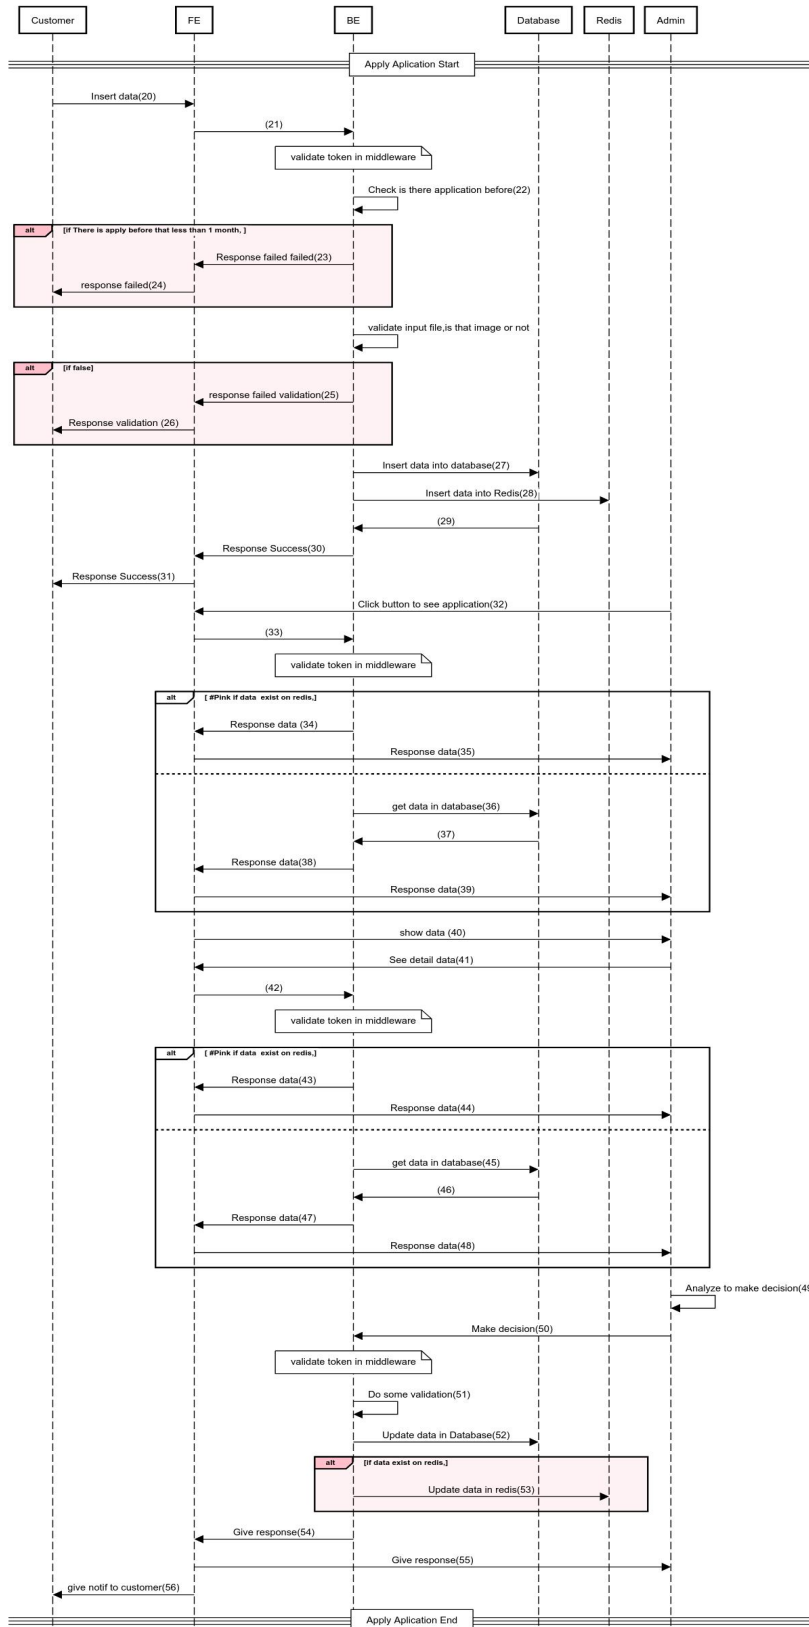 Customer FE BE Database Redis Admin
Apply Aplication Start
Insert data(20)
(21)
validate token in middleware
Check is there application before(22)
alt [if There is apply before that less than 1 month, ]
Response failed failed(23)
response failed(24)
validate input file,is that image or not
alt [if false]
response failed validation(25)
Response validation (26)
Insert data into database(27)
Insert data into Redis(28)
(29)
Response Success(30)
Response Success(31)
Click button to see application(32)
(33)
validate token in middleware
alt [ #Pink if data exist on redis,]
Response data (34)
Response data(35)
get data in database(36)
(37)
Response data(38)
Response data(39)
show data (40)
See detail data(41)
(42)
validate token in middleware
alt [ #Pink if data exist on redis,]
Response data(43)
Response data(44)
get data in database(45)
(46)
Response data(47)
Response data(48)
Analyze to make decision(49
Make decision(50)
validate token in middleware
Do some validation(51)
Update data in Database(52)
alt [If data exist on redis,]
Update data in redis(53)
Give response(54)
Give response(55)
give notif to customer(56)
Apply Aplication End